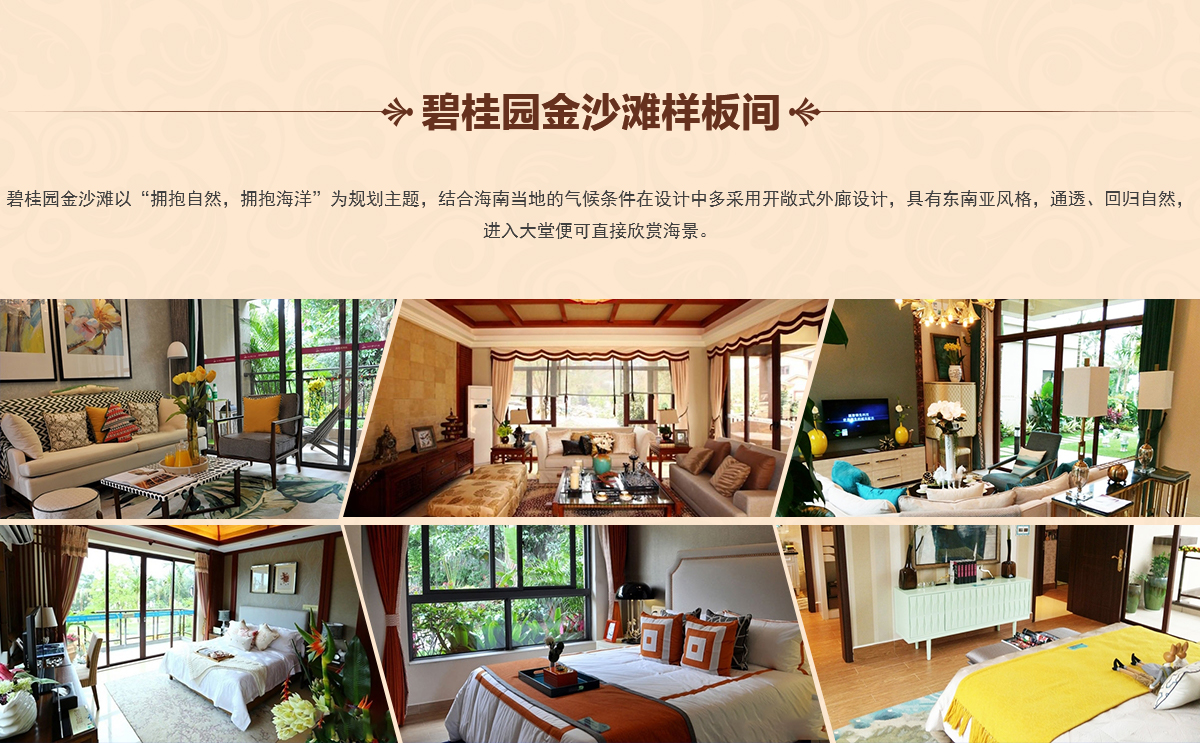 碧桂园金沙滩样板间
碧桂园金沙滩以“拥抱自然，拥抱海洋”为规划主题，结合海南当地的气候条件在设计中多采用开敞式外廊设计，具有东南亚风格，通透、回归自然，
进入大堂便可直接欣赏海景。